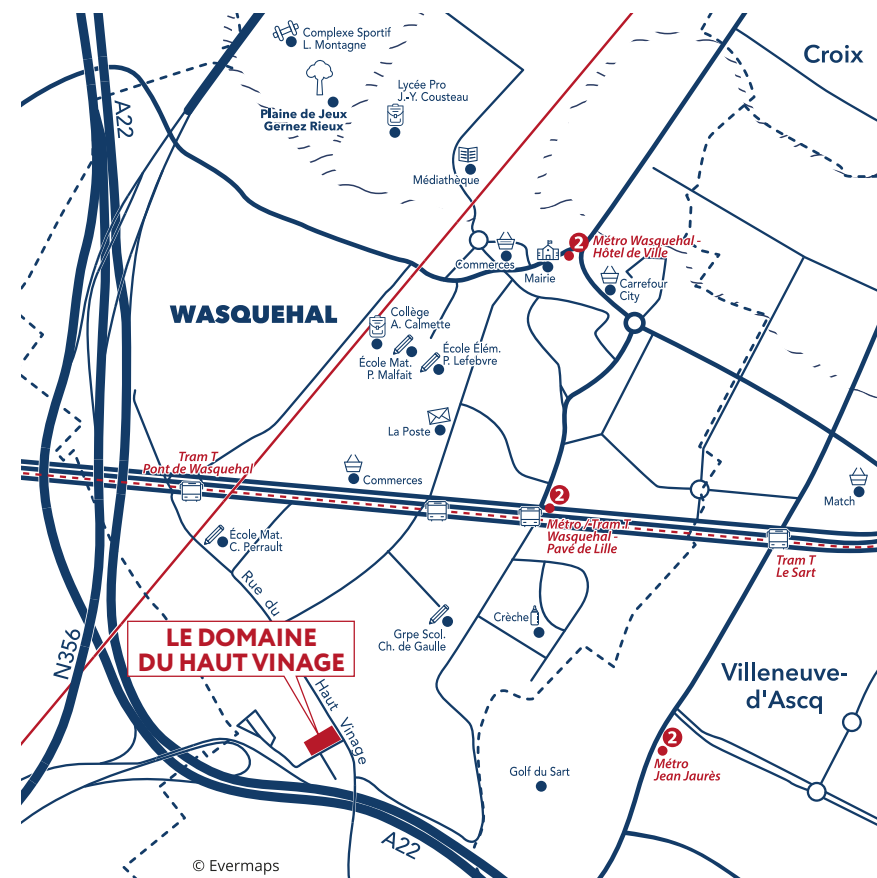 Complexe Sportif
L. Montagne
Croix
A22
Lycée Pro
J.-Y. Cousteau
Plaine de Jeux
Gernez Rieux
Médiathèque
2
Métro Wasquehal -
Hôtel de Ville
Commerces
Mairie
Carrefour
City
WASQUEHAL
Collège
A. Calmette
École Mat.
P. Malfait
École Élém.
P. Lefebvre
La Poste
Tram T
Pont de Wasquehal
Commerces
2
Match
Métro / Tram T
Wasquehal -
Pavé de Lille
École Mat.
C. Perrault
Tram T
Le Sart
Rue du
Haut Vinage
Crèche
Grpe Scol.
Ch. de Gaulle
N356
LE DOMAINE
DU HAUT VINAGE
Villeneuve-
d'Ascq
2
Métro
Jean Jaurès
Golf du Sart
A22
© Evermaps